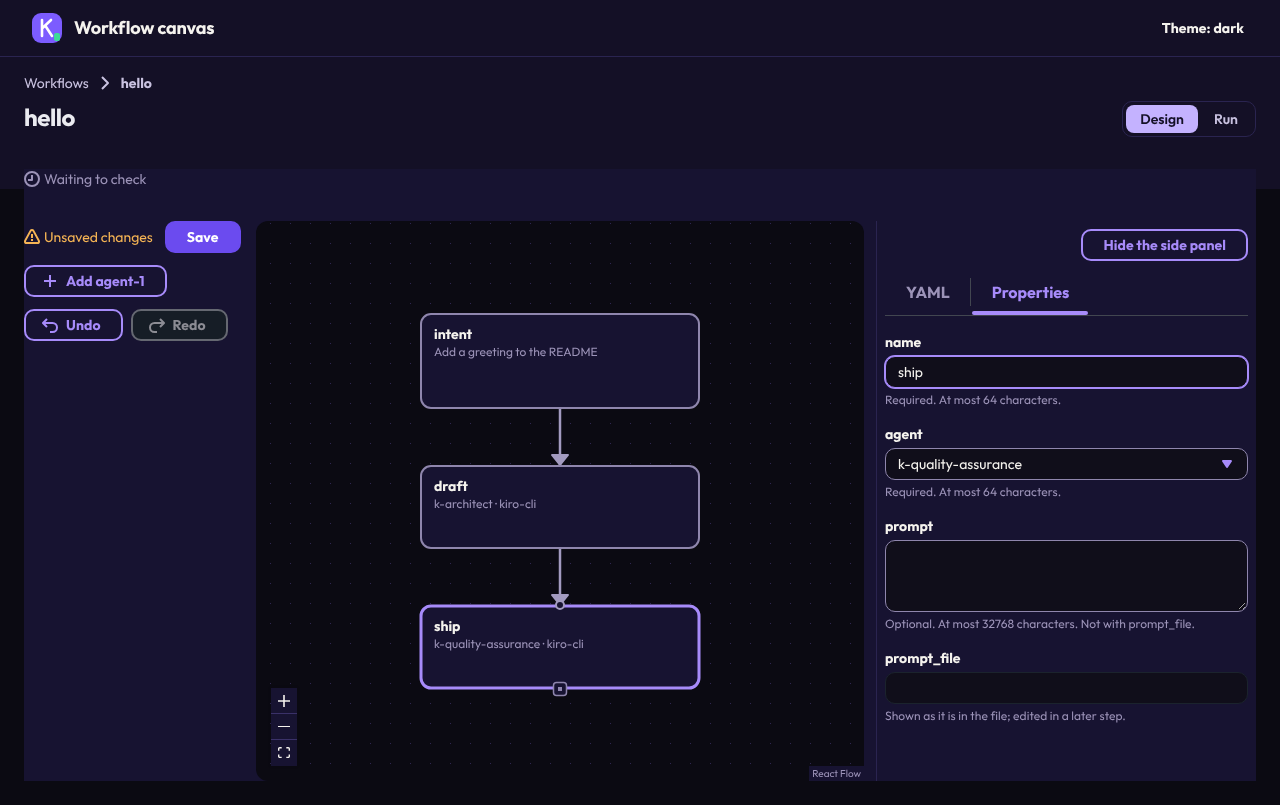 K
Workflow canvas
Theme: dark
Workflows
hello
hello
Design
Run
Waiting to check
Unsaved changes
Save
Add agent-1
Undo
Redo
intent
Add a greeting to the README
draft
k-architect · kiro-cli
ship
k-quality-assurance · kiro-cli
React Flow
Hide the side panel
YAML
Properties
name
ship
Required. At most 64 characters.
agent
k-quality-assurance
Required. At most 64 characters.
prompt
Optional. At most 32768 characters. Not with prompt_file.
prompt_file
Shown as it is in the file; edited in a later step.